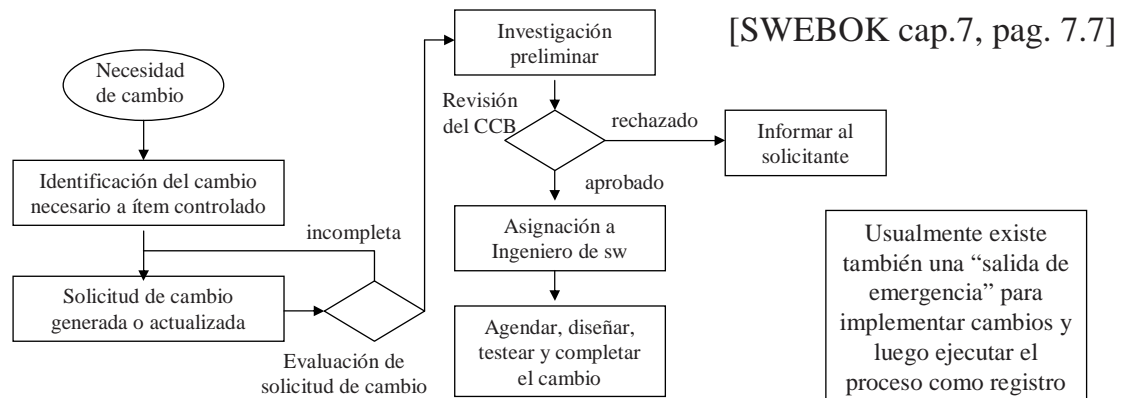 [SWEBOK cap.7, pag. 7.7]
Necesidad
de cambio
Identificación del cambio
necesario a ítem controlado
incompleta
Solicitud de cambio
generada o actualizada
Evaluación de
solicitud de cambio
Investigación
preliminar
Revisión
del CCB
rechazado
Informar al
solicitante
aprobado
Asignación a
Ingeniero de sw
Agendar, diseñar,
testear y completar
el cambio
Usualmente existe
también una “salida de
emergencia” para
implementar cambios y
luego ejecutar el
proceso como registro